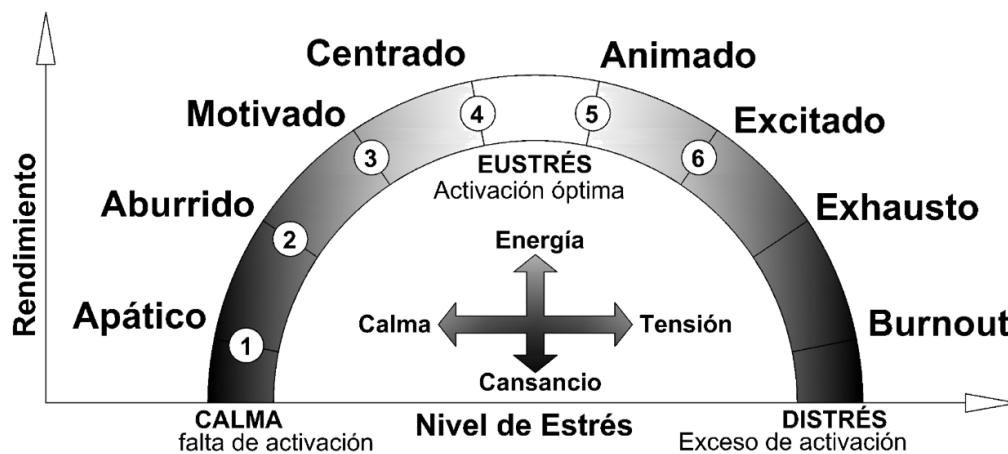 Centrado
Animado
Motivado
4
5
Excitado
3
6
EUSTRÉS
Activación óptima
Aburrido
Exhausto
2
Energía
Rendimiento
Apático
Calma
Tensión
Burnout
1
Cansancio
CALMA
falta de activación
Nivel de Estrés
DISTRÉS
Exceso de activación